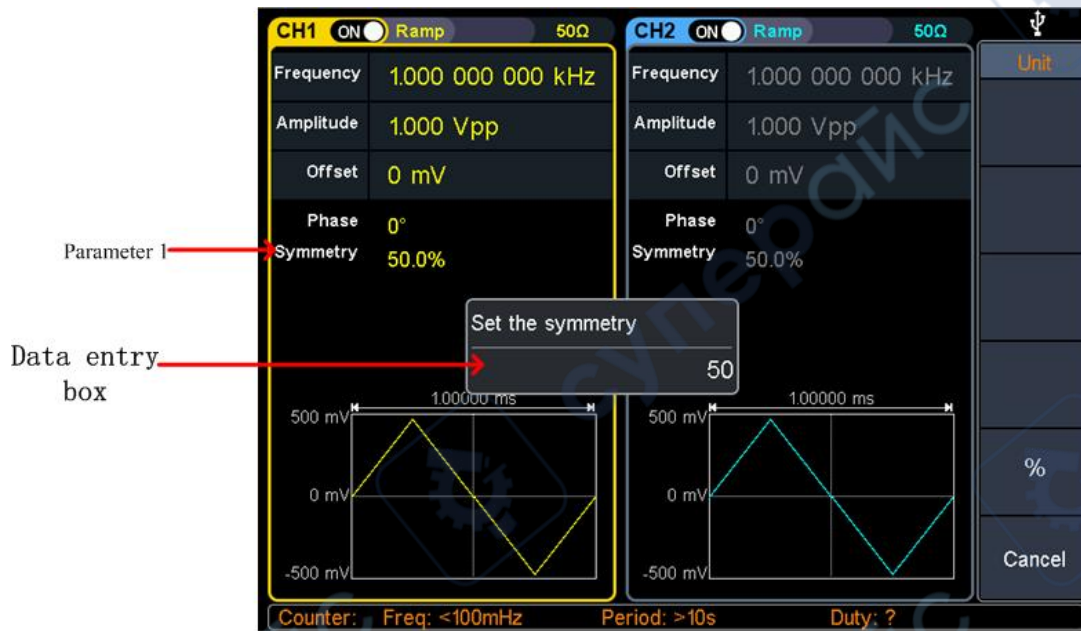 CH1 ON Ramp 50Ω
Frequency 1.000 000 000 kHz
Amplitude 1.000 Vpp
Offset 0 mV
Phase 0°
Symmetry 50.0%
Parameter 1
CH2 ON Ramp 50Ω
Frequency 1.000 000 000 kHz
Amplitude 1.000 Vpp
Offset 0 mV
Phase 0°
Symmetry 50.0%
Set the symmetry
50
Data entry
box
1.00000 ms
500 mV
0 mV
-500 mV
1.00000 ms
500 mV
0 mV
-500 mV
Unit
%
Cancel
Counter: Freq: <100mHz Period: >10s Duty: ?
суперайс